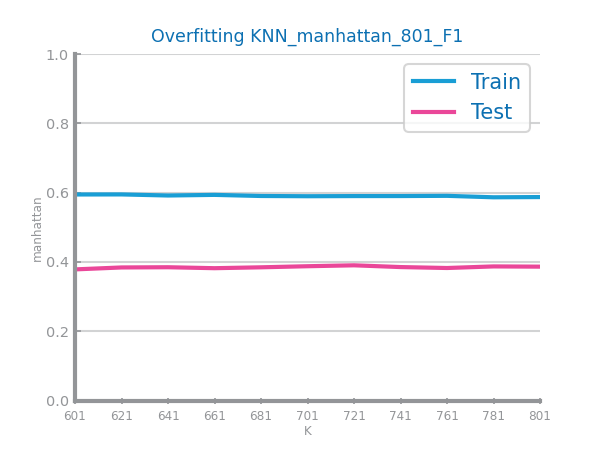 Overfitting KNN_manhattan_801_F1
Train
Test
manhattan
1.0
0.8
0.6
0.4
0.2
0.0
601 621 641 661 681 701 721 741 761 781 801
K